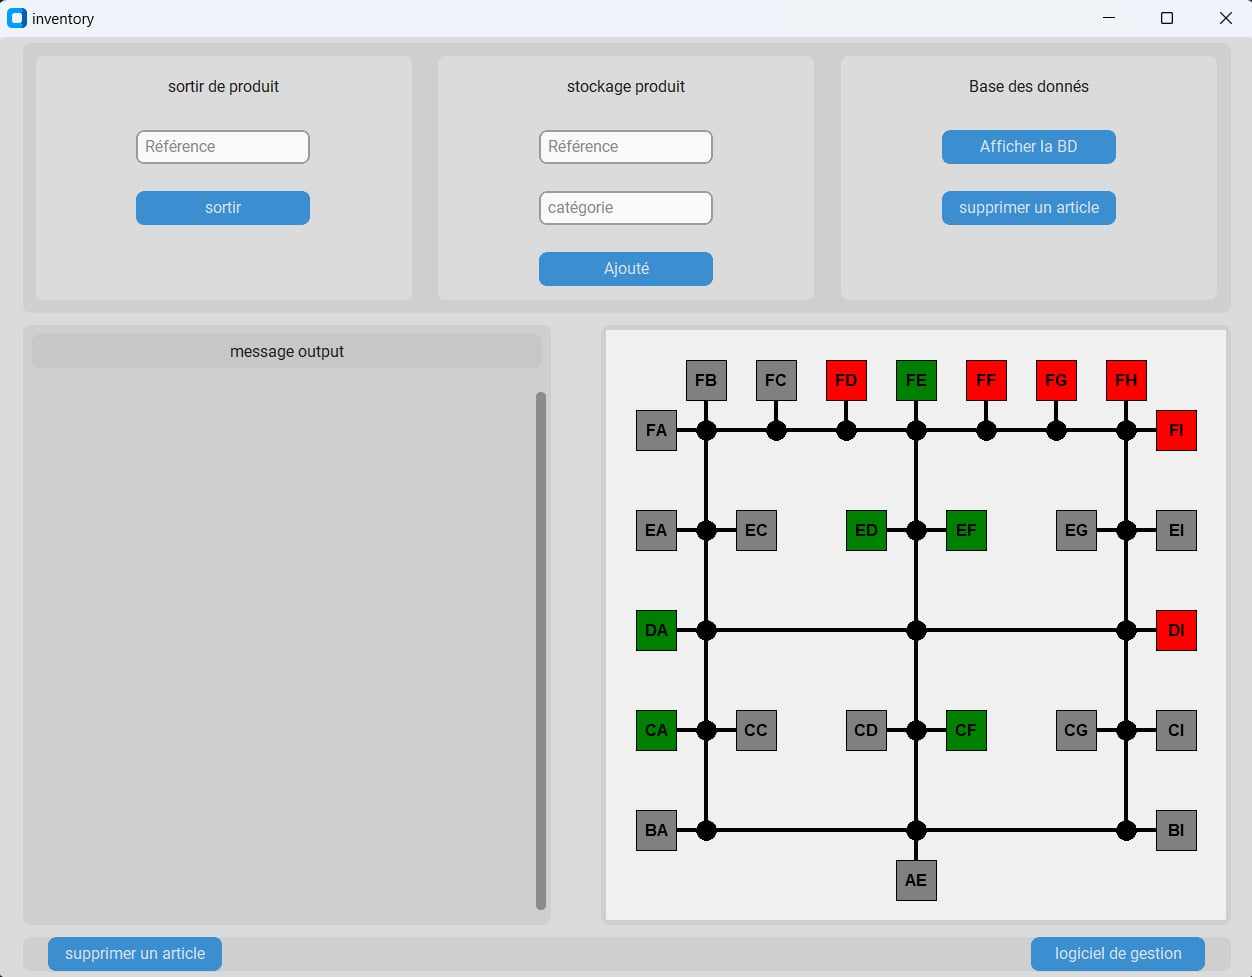 inventory
sortir de produit
Référence
sortir
stockage produit
Référence
catégorie
Ajouté
Base des donnés
Afficher la BD
supprimer un article
message output
FB FC FD FE FF FG FH
FA FI
EA EC ED EF EG EI
DA DI
CA CC CD CF CG CI
BA BI
AE
supprimer un article
logiciel de gestion